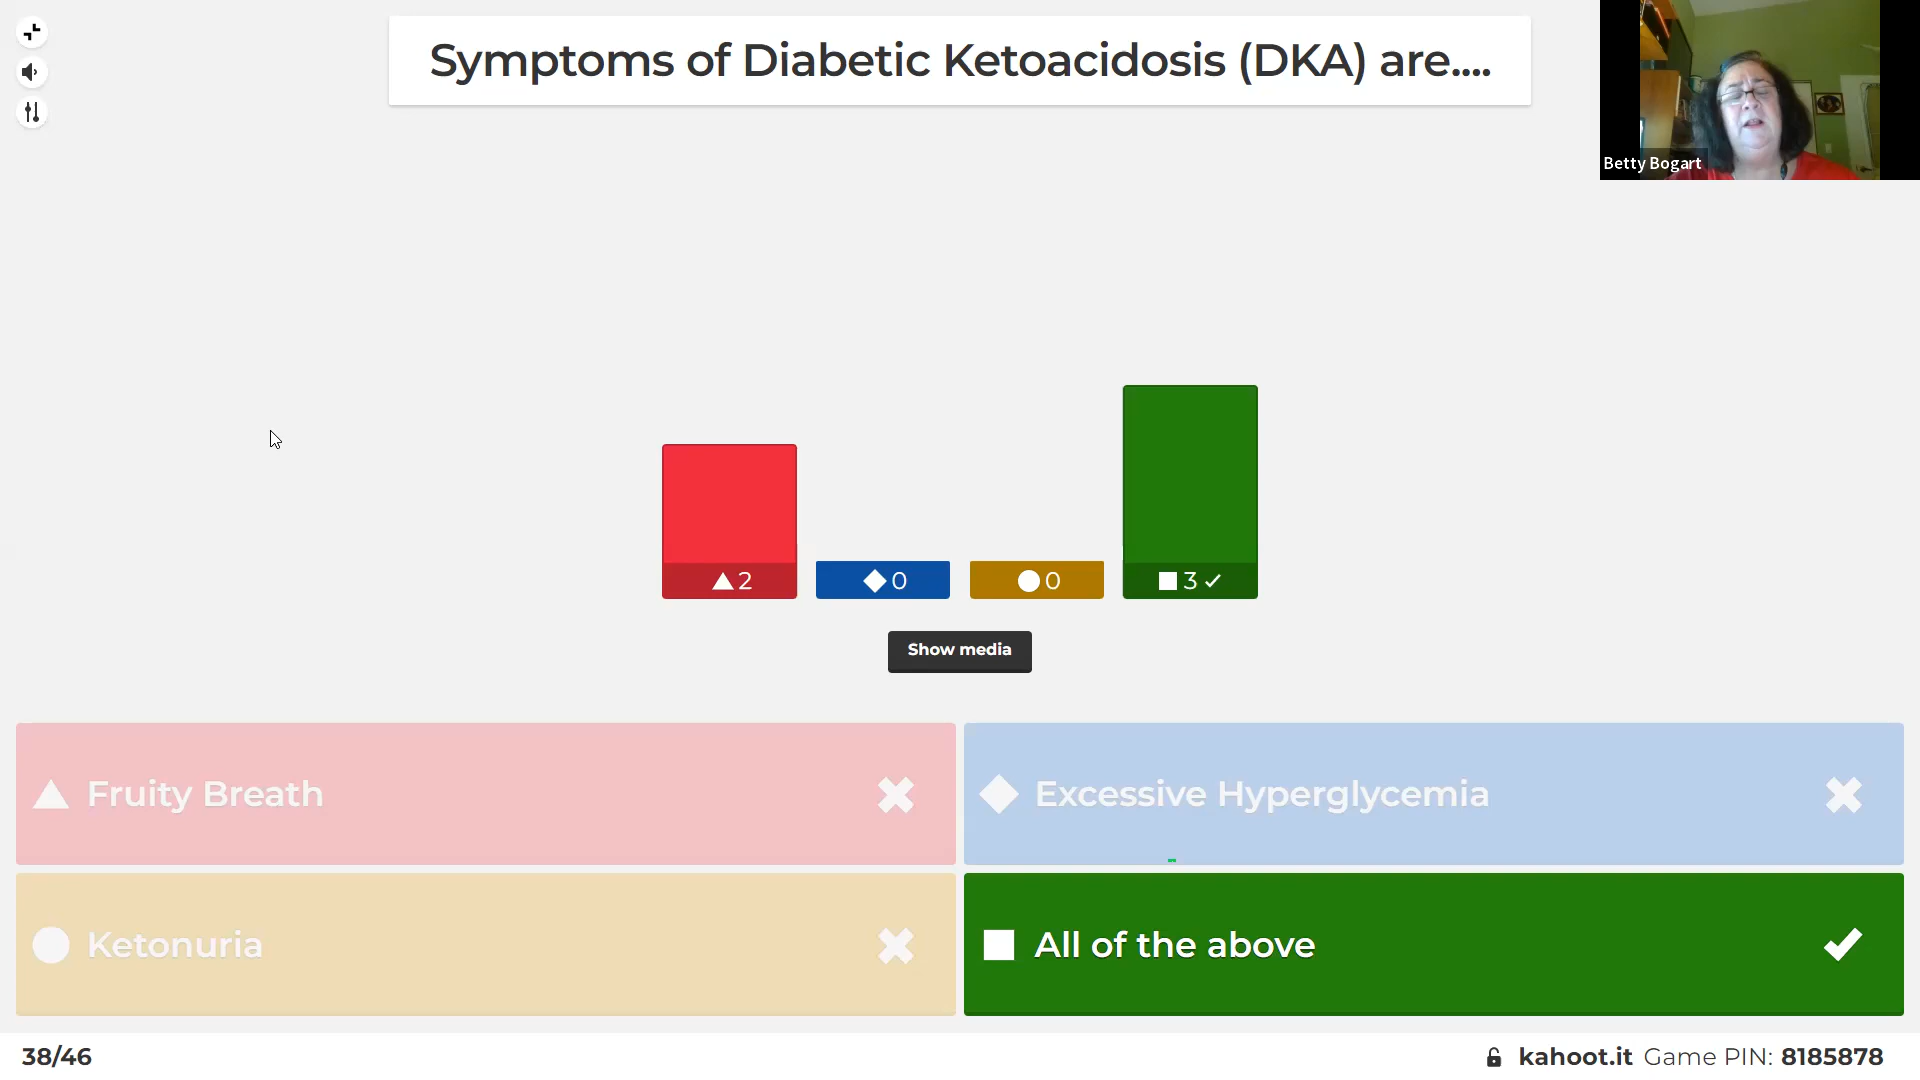 Symptoms of Diabetic Ketoacidosis (DKA) are....
Betty Bogart
2
0
0
3
Show media
Fruity Breath
Excessive Hyperglycemia
Ketonuria
All of the above
38/46
kahoot.it Game PIN: 8185878